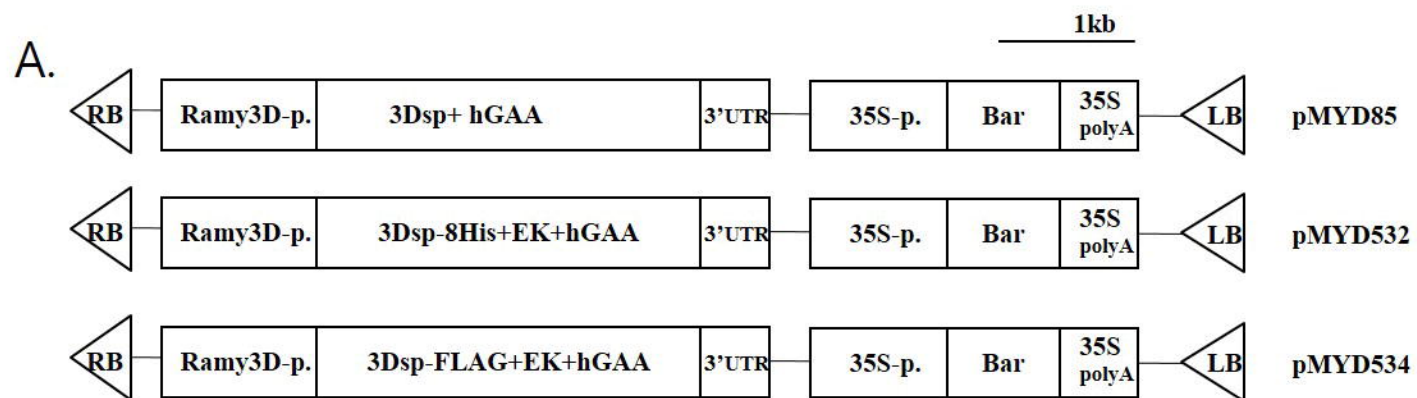 1kb
A.
RB Ramy3D-p. 3Dsp+ hGAA 3’UTR 35S-p. Bar 35S polyA LB pMYD85
RB Ramy3D-p. 3Dsp-8His+EK+hGAA 3’UTR 35S-p. Bar 35S polyA LB pMYD532
RB Ramy3D-p. 3Dsp-FLAG+EK+hGAA 3’UTR 35S-p. Bar 35S polyA LB pMYD534